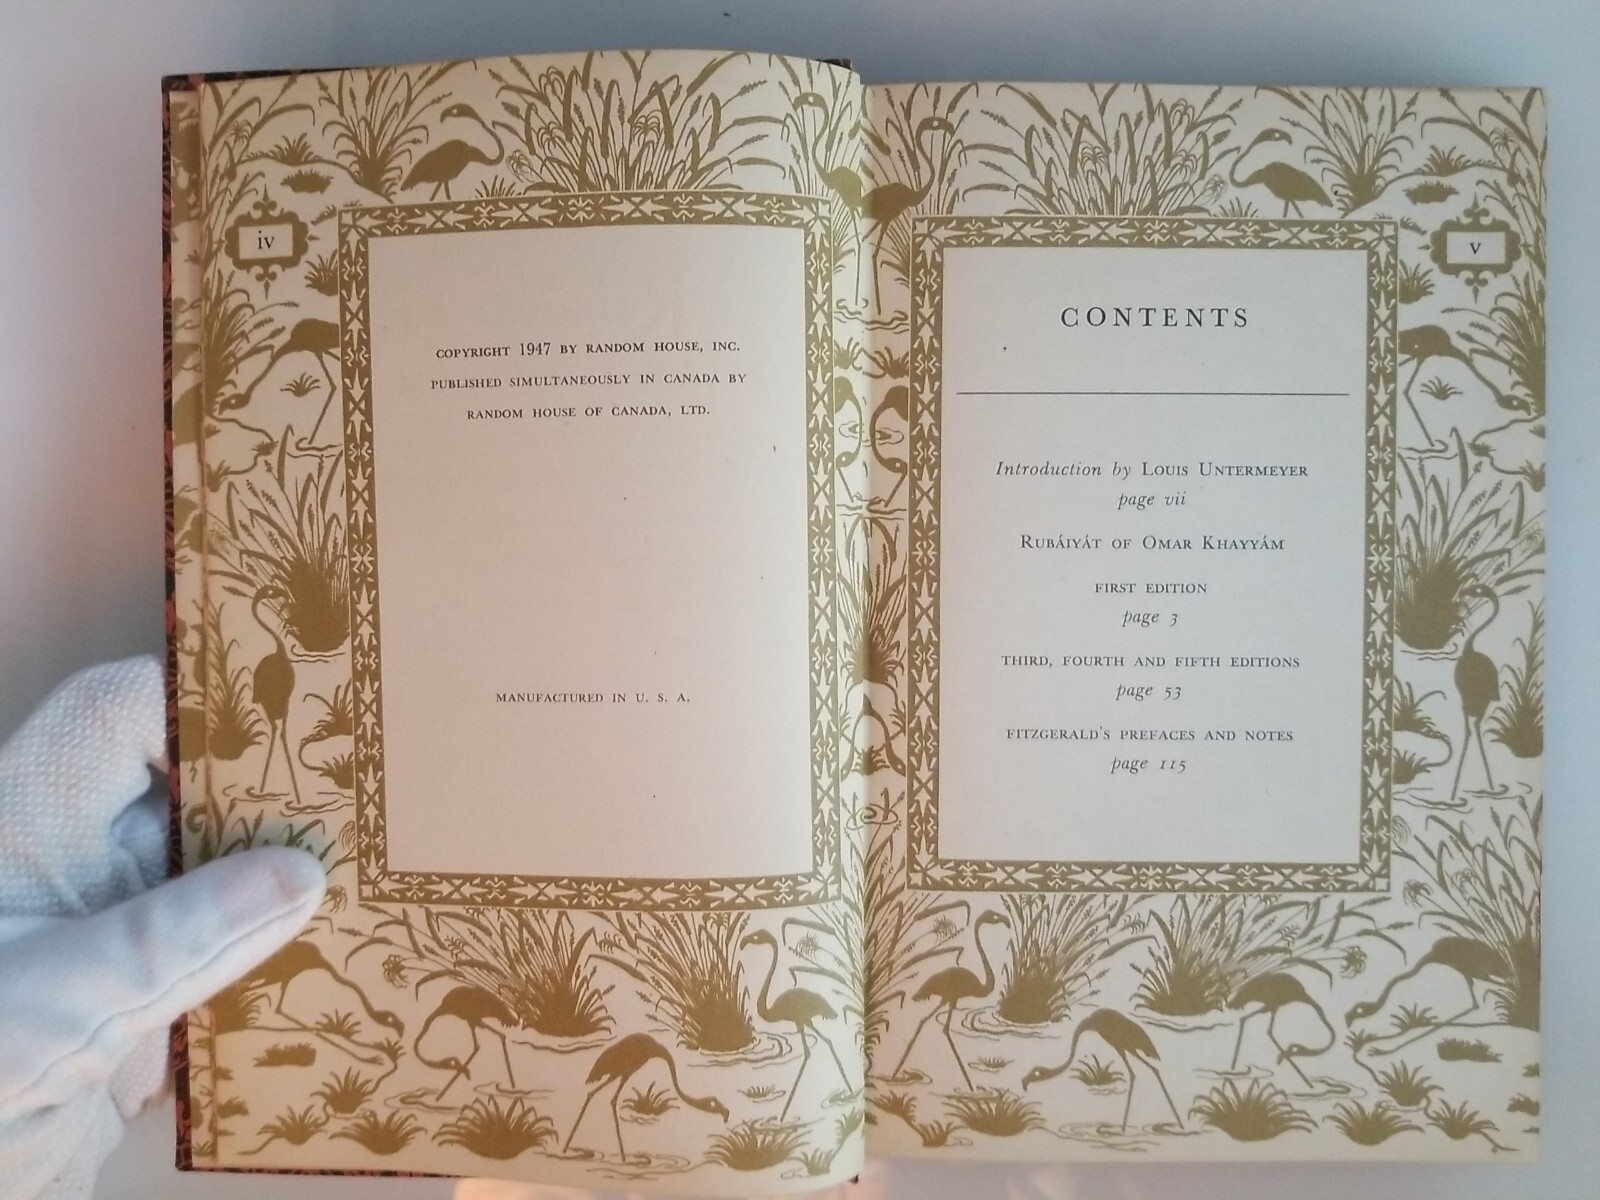 iv
COPYRIGHT 1947 BY RANDOM HOUSE, INC.
PUBLISHED SIMULTANEOUSLY IN CANADA BY
RANDOM HOUSE OF CANADA, LTD.
MANUFACTURED IN U. S. A.
v
CONTENTS
Introduction by LOUIS UNTERMEYER
page vii
RUBÁIYÁT OF OMAR KHAYYÁM
FIRST EDITION
page 3
THIRD, FOURTH AND FIFTH EDITIONS
page 53
FITZGERALD'S PREFACES AND NOTES
page 115